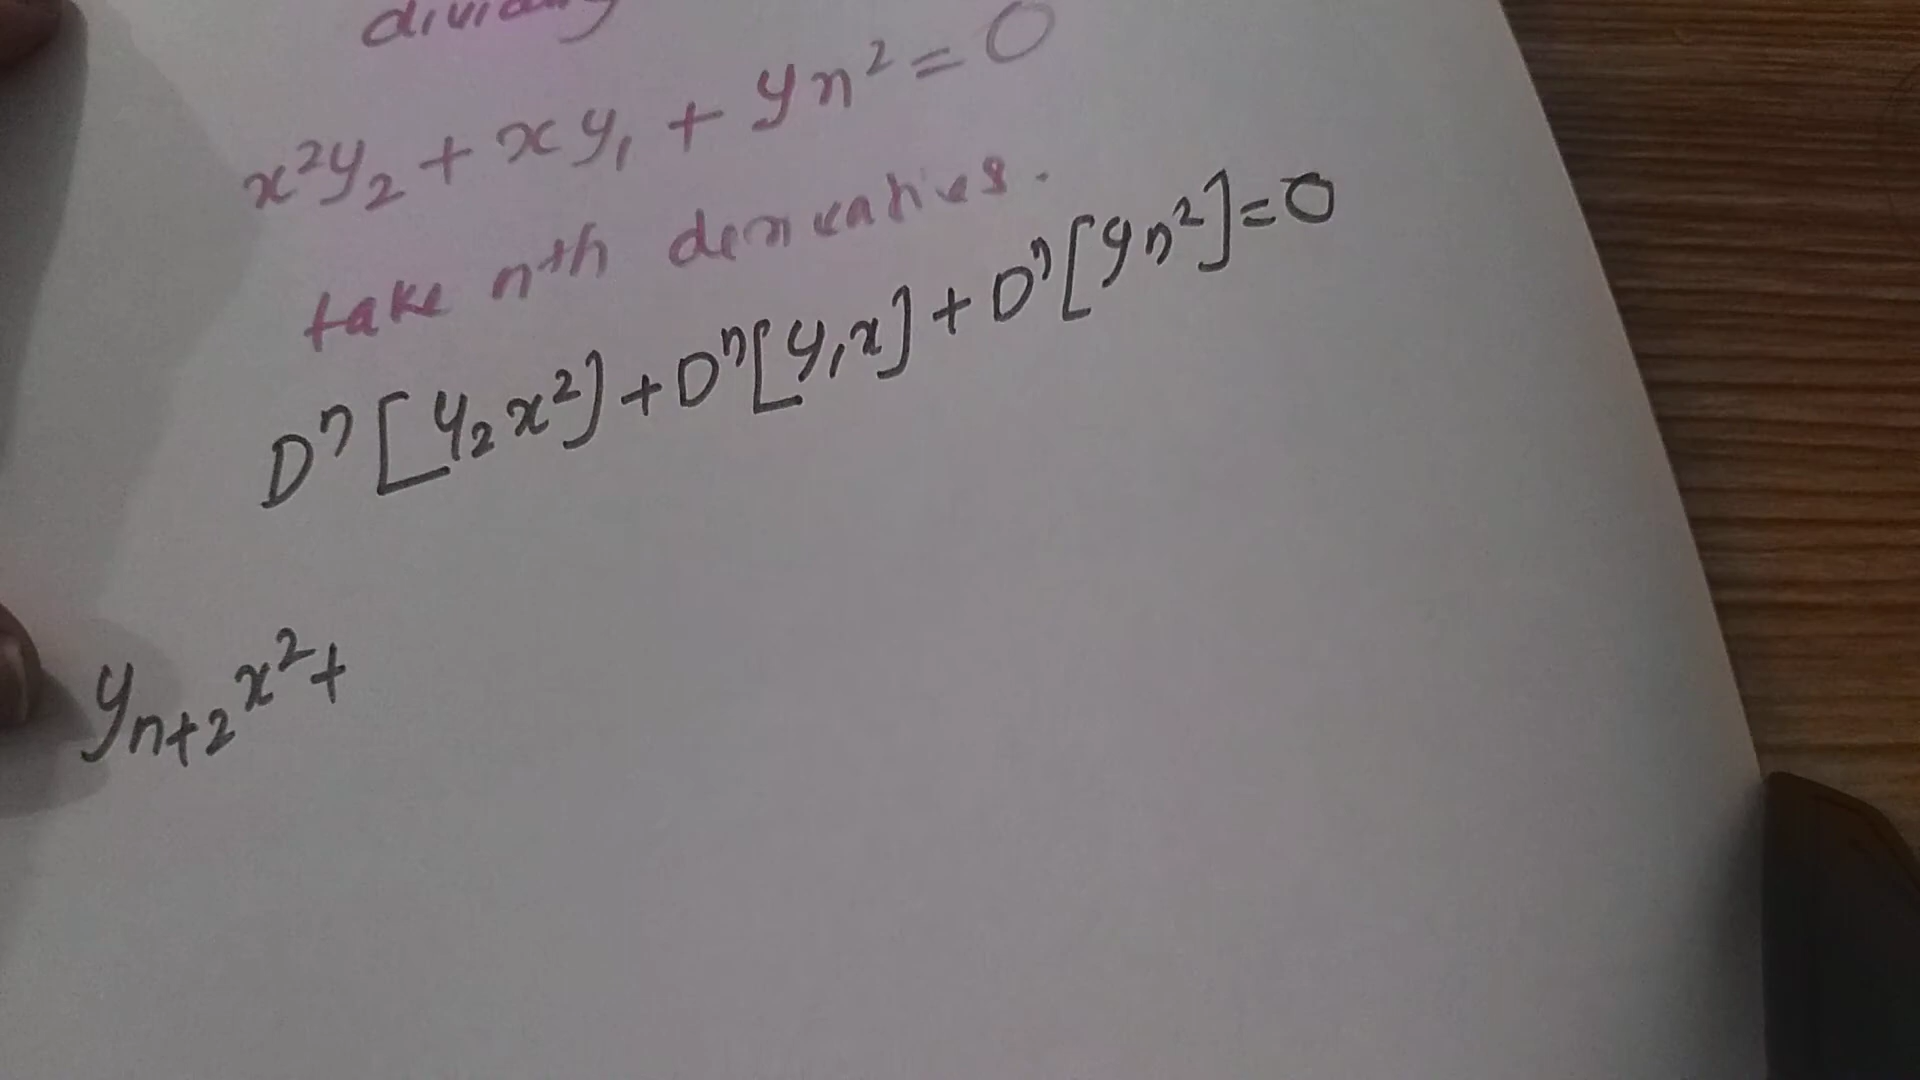 x²y₂ + xy₁ + yn² = 0
take nth derivatives.
Dⁿ[y₂x²] + Dⁿ[y₁x] + Dⁿ[yn²] = 0
yₙ₊₂x² +